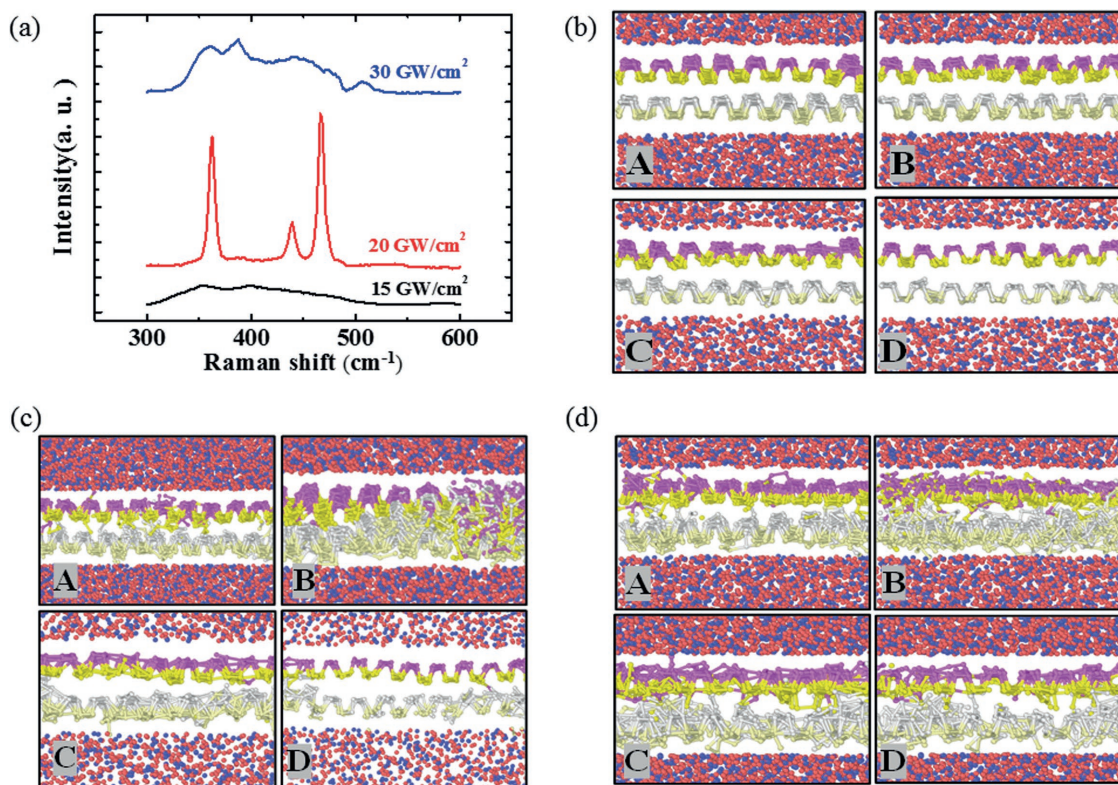 (a)
Intensity(a. u. )
30 GW/cm²
20 GW/cm²
15 GW/cm²
300 400 500 600
Raman shift (cm⁻¹)
(b)
A
B
C
D
(c)
A
B
C
D
(d)
A
B
C
D